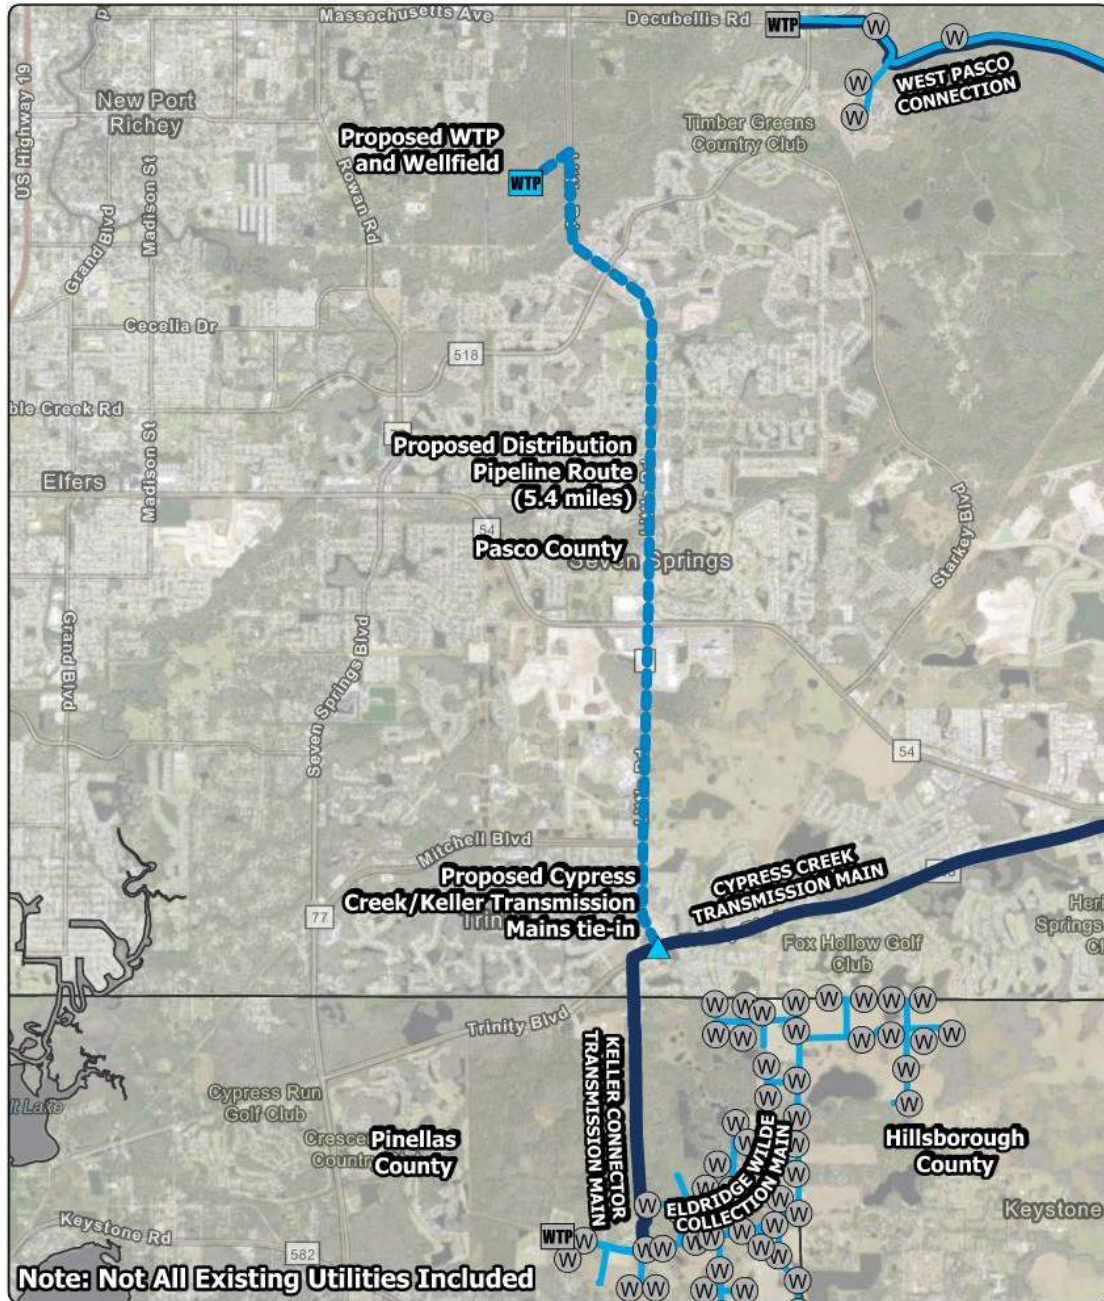 Massachusetts Ave
Decubellis Rd
WTP
W
W
W
W
WEST PASCO
CONNECTION
US Highway 19
New Port
Richey
Madison St
Grand Blvd
Rowan Rd
Proposed WTP
and Wellfield
WTP
Timber Greens
Country Club
Cecelia Dr
518
ble Creek Rd
Madison St
Elfers
54
Proposed Distribution
Pipeline Route
(5.4 miles)
Pasco County
Seven Springs
Starkey Blvd
Grand Blvd
Seven Springs Blvd
54
Mitchell Blvd
Proposed Cypress
Creek/Keller Transmission
Mains tie-in
CYPRESS CREEK
TRANSMISSION MAIN
77
Fox Hollow Golf
Club
Springs
Trinity Blvd
KELLER CONNECTOR
TRANSMISSION MAIN
Cypress Run
Golf Club
Lake
Pinellas
County
ELDRIDGE WILDE
COLLECTION MAIN
Hillsborough
County
Keystone
Keystone Rd
582
WTP
Note: Not All Existing Utilities Included